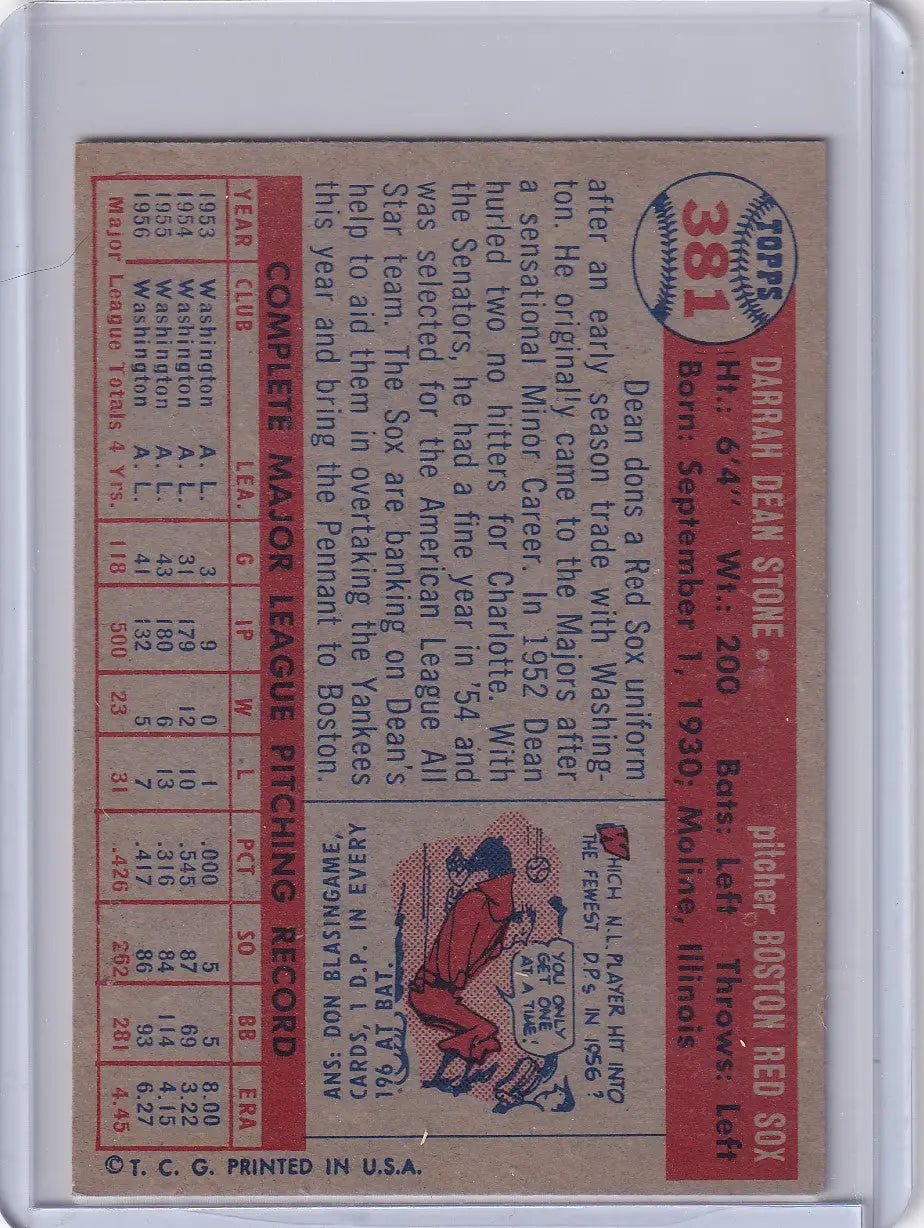 TOPPS
381
DARRAH DEAN STONE pitcher, BOSTON RED SOX
Ht.: 6'4" Wt.: 200 Bats: Left Throws: Left
Born: September 1, 1930; Moline, Illinois
Dean dons a Red Sox uniform
after an early season trade with Washing-
ton. He originally came to the Majors after
a sensational Minor Career. In 1952 Dean
hurled two no hitters for Charlotte. With
the Senators, he had a fine year in '54 and
was selected for the American League All
Star team. The Sox are banking on Dean's
help to aid them in overtaking the Yankees
this year and bring the Pennant to Boston.
WHICH N.L. PLAYER HIT INTO
THE FEWEST D.P.'S IN 1956?
YOU ONLY
GET ONE
AT A TIME.
ANS: DON BLASINGAME,
CARDS, 1 D.P. IN EVERY
196 AT BAT.
COMPLETE MAJOR LEAGUE PITCHING RECORD
YEAR CLUB LEA. G IP W L PCT SO BB ERA
1953 Washington A. L. 3 9 0 1 .000 5 5 8.00
1954 Washington A. L. 31 179 12 10 .545 87 69 3.22
1955 Washington A. L. 43 180 6 13 .316 84 114 4.15
1956 Washington A. L. 41 132 5 7 .417 86 93 6.27
Major League Totals 4 Yrs. 118 500 23 31 .426 262 281 4.45
© T. C. G. PRINTED IN U.S.A.